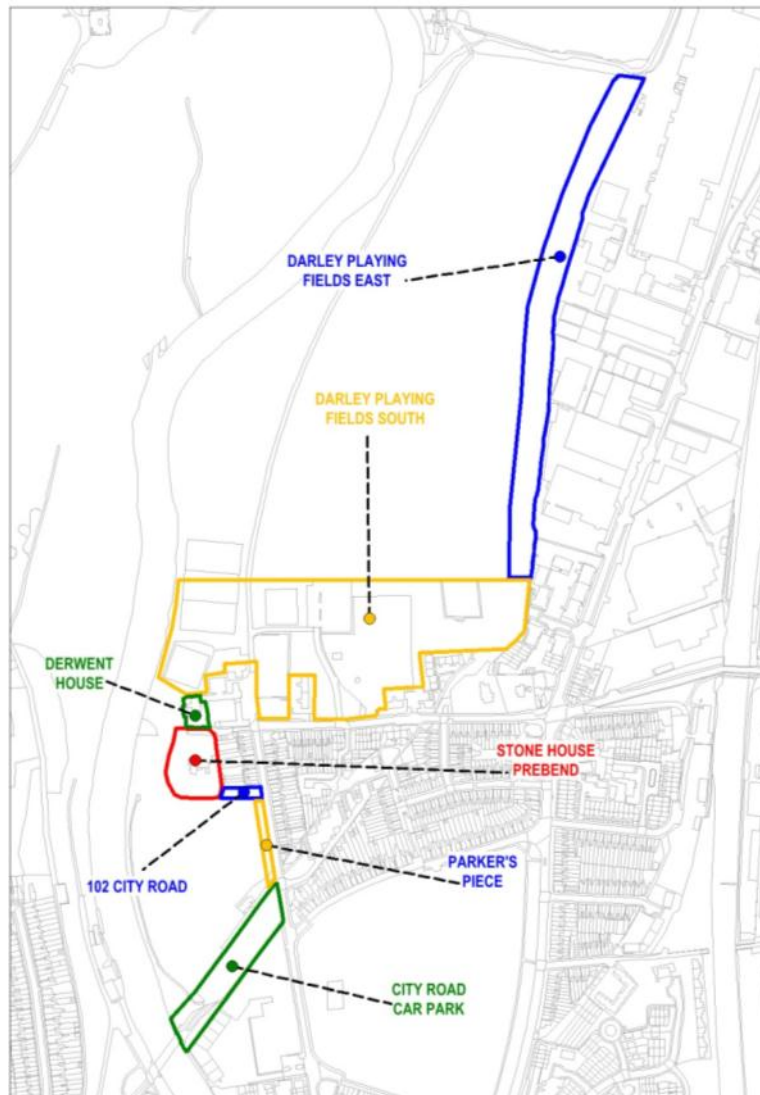 DARLEY PLAYING
FIELDS EAST
DARLEY PLAYING
FIELDS SOUTH
DERWENT
HOUSE
STONE HOUSE
PREBEND
102 CITY ROAD
PARKER'S
PIECE
CITY ROAD
CAR PARK